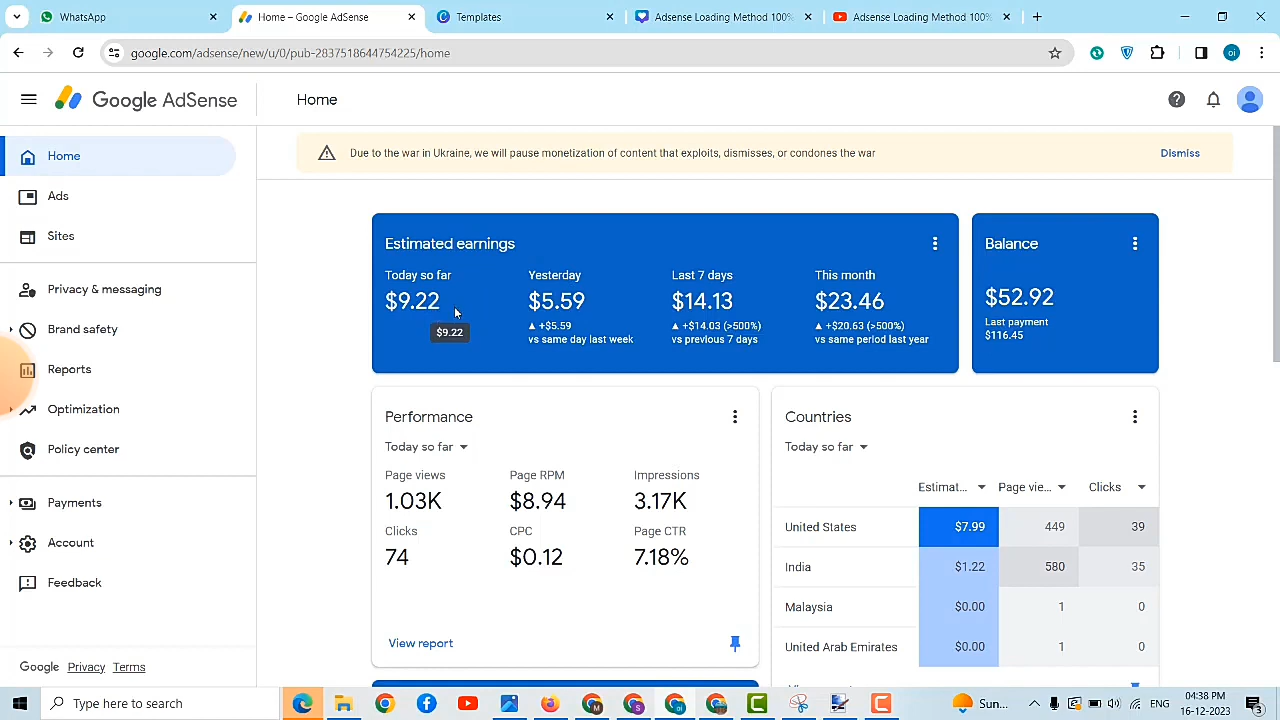 WhatsApp
Home – Google AdSense
Templates
Adsense Loading Method 100%
Adsense Loading Method 100%
google.com/adsense/new/u/0/pub-2837518644754225/home
oi
Google AdSense
Home
Home
Due to the war in Ukraine, we will pause monetization of content that exploits, dismisses, or condones the war
Dismiss
Ads
Sites
Privacy & messaging
Brand safety
Reports
Optimization
Policy center
Payments
Account
Feedback
Google Privacy Terms
Estimated earnings
Today so far
$9.22
$9.22
Yesterday
$5.59
▲ +$5.59
vs same day last week
Last 7 days
$14.13
▲ +$14.03 (>500%)
vs previous 7 days
This month
$23.46
▲ +$20.63 (>500%)
vs same period last year
Balance
$52.92
Last payment
$116.45
Performance
Today so far
Page views Page RPM Impressions
1.03K $8.94 3.17K
Clicks CPC Page CTR
74 $0.12 7.18%
View report
Countries
Today so far
Estimat... Page vie... Clicks
United States $7.99 449 39
India $1.22 580 35
Malaysia $0.00 1 0
United Arab Emirates $0.00 1 0
Type here to search
Sun...
ENG
04:38 PM
16-12-2023
3